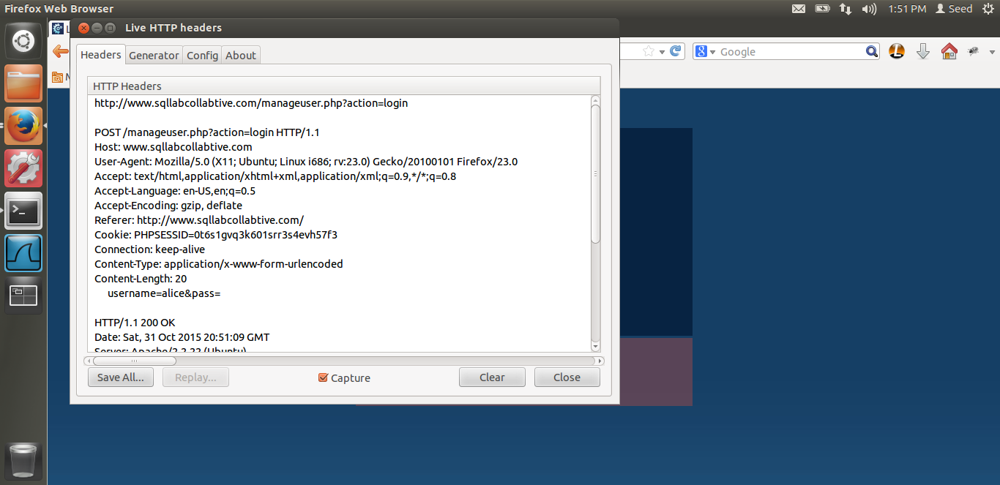 Firefox Web Browser
1:51 PM
Seed
Live HTTP headers
Headers
Generator
Config
About
Google
HTTP Headers
http://www.sqllabcollabtive.com/manageuser.php?action=login
POST /manageuser.php?action=login HTTP/1.1
Host: www.sqllabcollabtive.com
User-Agent: Mozilla/5.0 (X11; Ubuntu; Linux i686; rv:23.0) Gecko/20100101 Firefox/23.0
Accept: text/html,application/xhtml+xml,application/xml;q=0.9,*/*;q=0.8
Accept-Language: en-US,en;q=0.5
Accept-Encoding: gzip, deflate
Referer: http://www.sqllabcollabtive.com/
Cookie: PHPSESSID=0t6s1gvq3k601srr3s4evh57f3
Connection: keep-alive
Content-Type: application/x-www-form-urlencoded
Content-Length: 20
username=alice&pass=
HTTP/1.1 200 OK
Date: Sat, 31 Oct 2015 20:51:09 GMT
Server: Apache/2.2.22 (Ubuntu)
Save All...
Replay...
Capture
Clear
Close